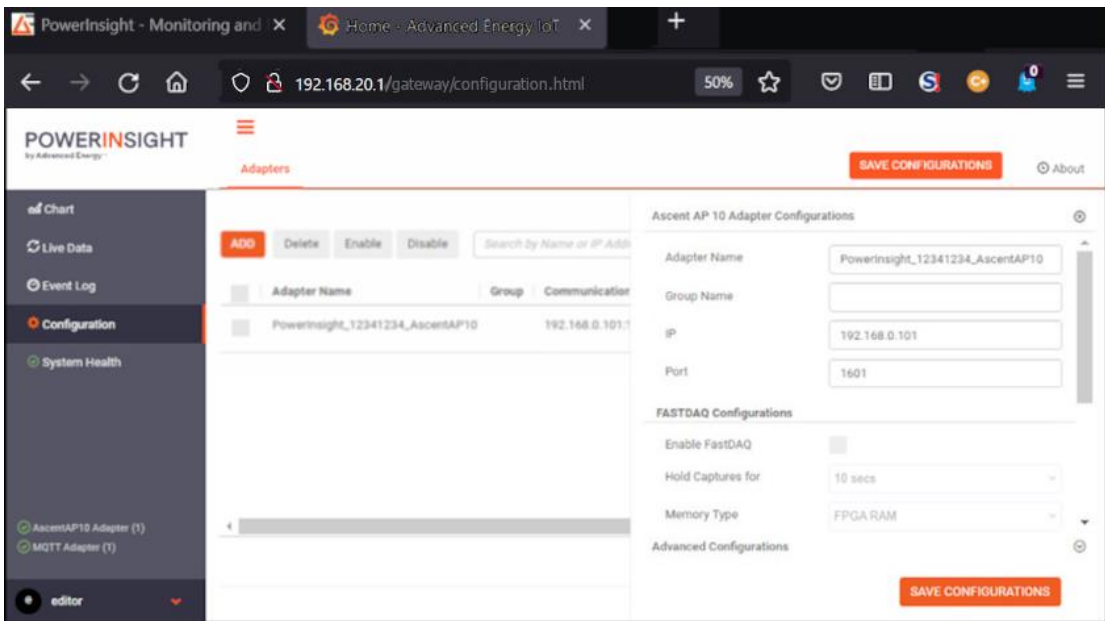 PowerInsight - Monitoring and
Home - Advanced Energy IoT
192.168.20.1/gateway/configuration.html
50%
0
POWERINSIGHT
by Advanced Energy
Adapters
SAVE CONFIGURATIONS
About
Chart
Live Data
Event Log
Configuration
System Health
AscentAP10 Adapter (1)
MQTT Adapter (1)
e editor
ADD Delete Enable Disable Search by Name or IP Addr
Adapter Name Group Communication
PowerInsight_12341234_AscentAP10 192.168.0.101:1
Ascent AP 10 Adapter Configurations
Adapter Name PowerInsight_12341234_AscentAP10
Group Name
IP 192.168.0.101
Port 1601
FASTDAQ Configurations
Enable FastDAQ
Hold Captures for 10 secs
Memory Type FPGA RAM
Advanced Configurations
SAVE CONFIGURATIONS